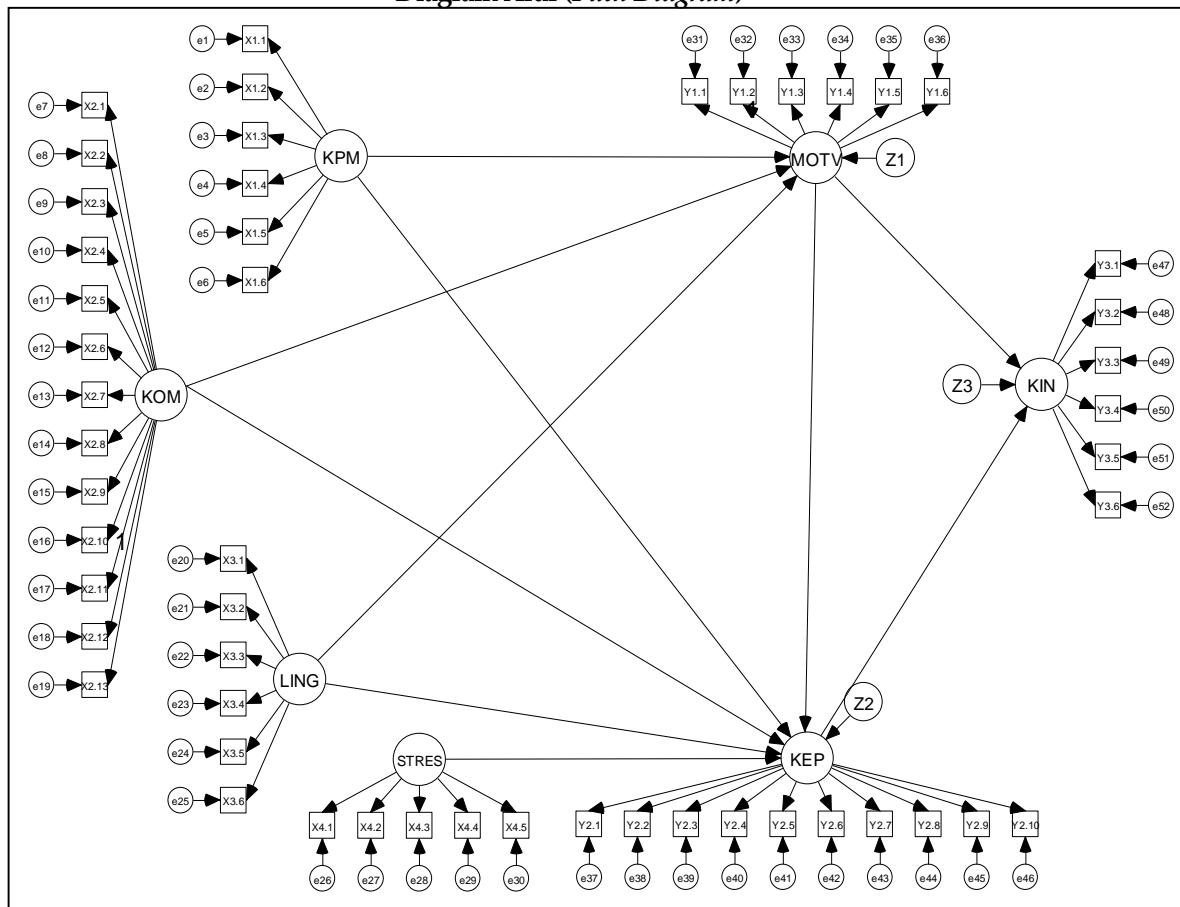 Diagram Alur (Path Diagram)
e1 X1.1
e2 X1.2
e3 X1.3
e4 X1.4
e5 X1.5
e6 X1.6
KPM
e7 X2.1
e8 X2.2
e9 X2.3
e10 X2.4
e11 X2.5
e12 X2.6
e13 X2.7
e14 X2.8
e15 X2.9
e16 X2.10
e17 X2.11
e18 X2.12
e19 X2.13
KOM
1
e20 X3.1
e21 X3.2
e22 X3.3
e23 X3.4
e24 X3.5
e25 X3.6
LING
STRES
X4.1 X4.2 X4.3 X4.4 X4.5
e26 e27 e28 e29 e30
e31 e32 e33 e34 e35 e36
Y1.1 Y1.2 Y1.3 Y1.4 Y1.5 Y1.6
MOTV Z1
Z3 KIN
Y3.1 e47
Y3.2 e48
Y3.3 e49
Y3.4 e50
Y3.5 e51
Y3.6 e52
Z2
KEP
Y2.1 Y2.2 Y2.3 Y2.4 Y2.5 Y2.6 Y2.7 Y2.8 Y2.9 Y2.10
e37 e38 e39 e40 e41 e42 e43 e44 e45 e46